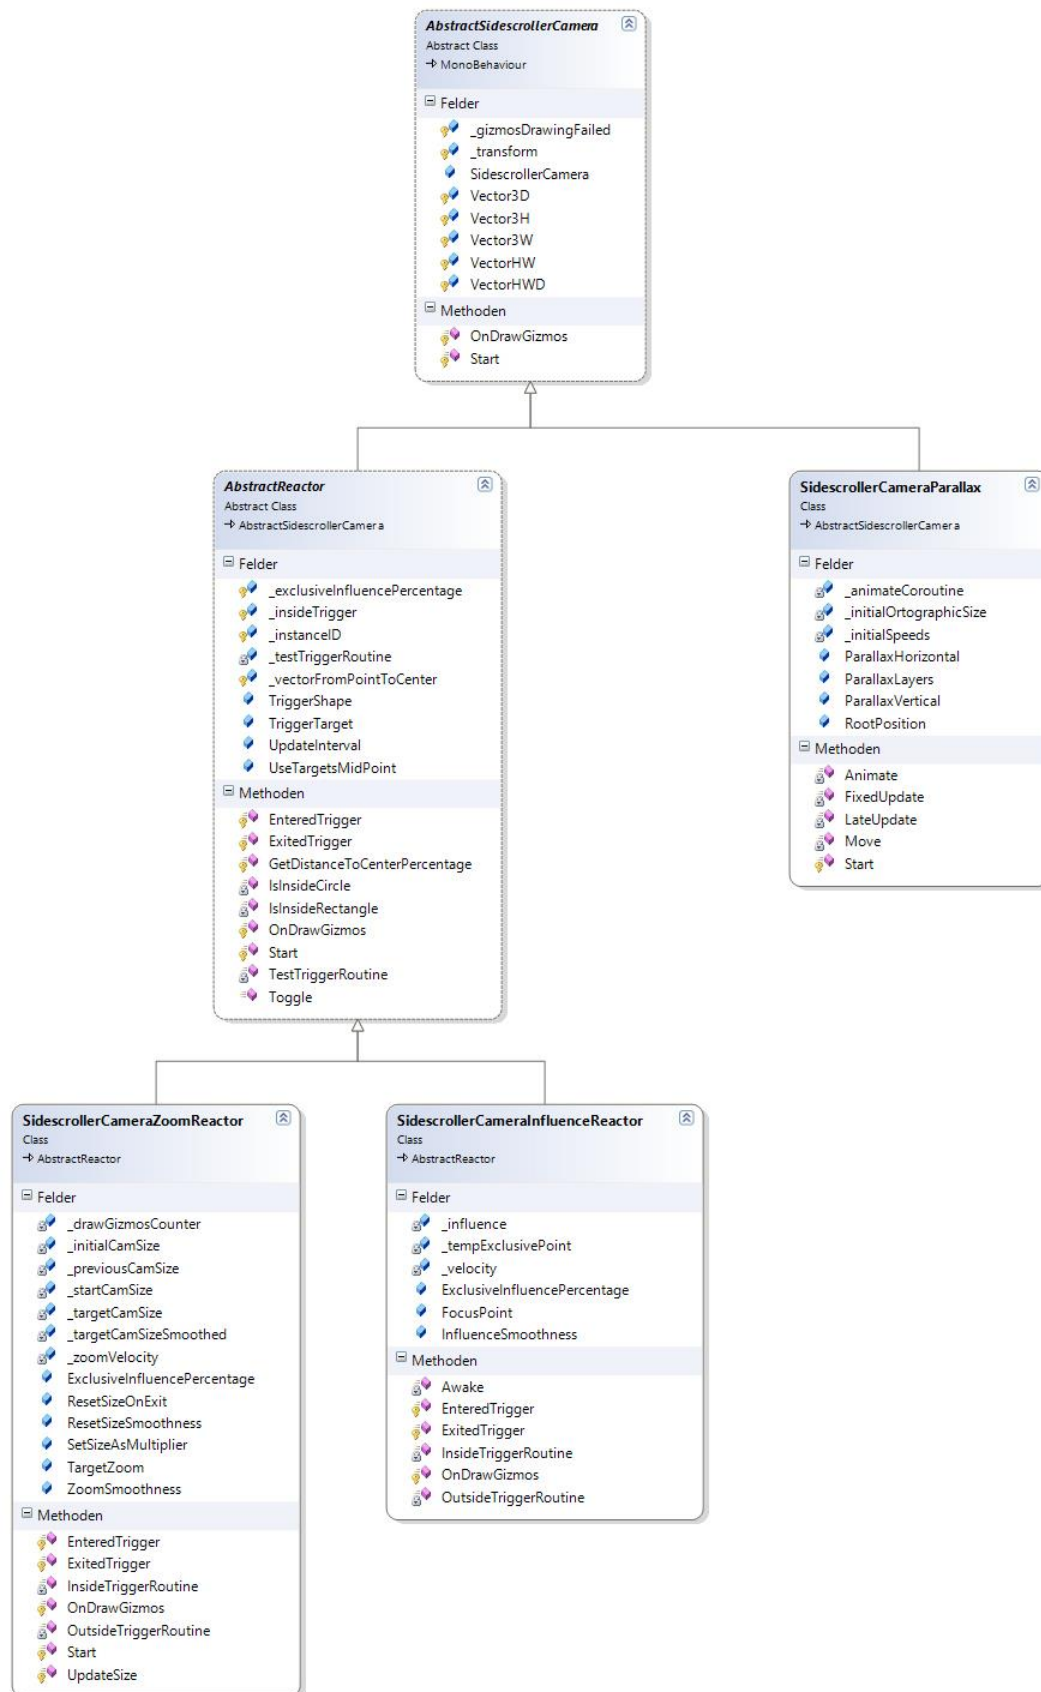 AbstractSidescrollerCamera
Abstract Class
MonoBehaviour
Felder
_gizmosDrawingFailed
_transform
SidescrollerCamera
Vector3D
Vector3H
Vector3W
VectorHW
VectorHWD
Methoden
OnDrawGizmos
Start
AbstractReactor
Abstract Class
AbstractSidescrollerCamera
Felder
_exclusiveInfluencePercentage
_insideTrigger
_instanceID
_testTriggerRoutine
_vectorFromPointToCenter
TriggerShape
TriggerTarget
UpdateInterval
UseTargetsMidPoint
Methoden
EnteredTrigger
ExitedTrigger
GetDistanceToCenterPercentage
IsInsideCircle
IsInsideRectangle
OnDrawGizmos
Start
TestTriggerRoutine
Toggle
SidescrollerCameraParallax
Class
AbstractSidescrollerCamera
Felder
_animateCoroutine
_initialOrtographicSize
_initialSpeeds
ParallaxHorizontal
ParallaxLayers
ParallaxVertical
RootPosition
Methoden
Animate
FixedUpdate
LateUpdate
Move
Start
SidescrollerCameraZoomReactor
Class
AbstractReactor
Felder
_drawGizmosCounter
_initialCamSize
_previousCamSize
_startCamSize
_targetCamSize
_targetCamSizeSmoothed
_zoomVelocity
ExclusiveInfluencePercentage
ResetSizeOnExit
ResetSizeSmoothness
SetSizeAsMultiplier
TargetZoom
ZoomSmoothness
Methoden
EnteredTrigger
ExitedTrigger
InsideTriggerRoutine
OnDrawGizmos
OutsideTriggerRoutine
Start
UpdateSize
SidescrollerCameraInfluenceReactor
Class
AbstractReactor
Felder
_influence
_tempExclusivePoint
_velocity
ExclusiveInfluencePercentage
FocusPoint
InfluenceSmoothness
Methoden
Awake
EnteredTrigger
ExitedTrigger
InsideTriggerRoutine
OnDrawGizmos
OutsideTriggerRoutine